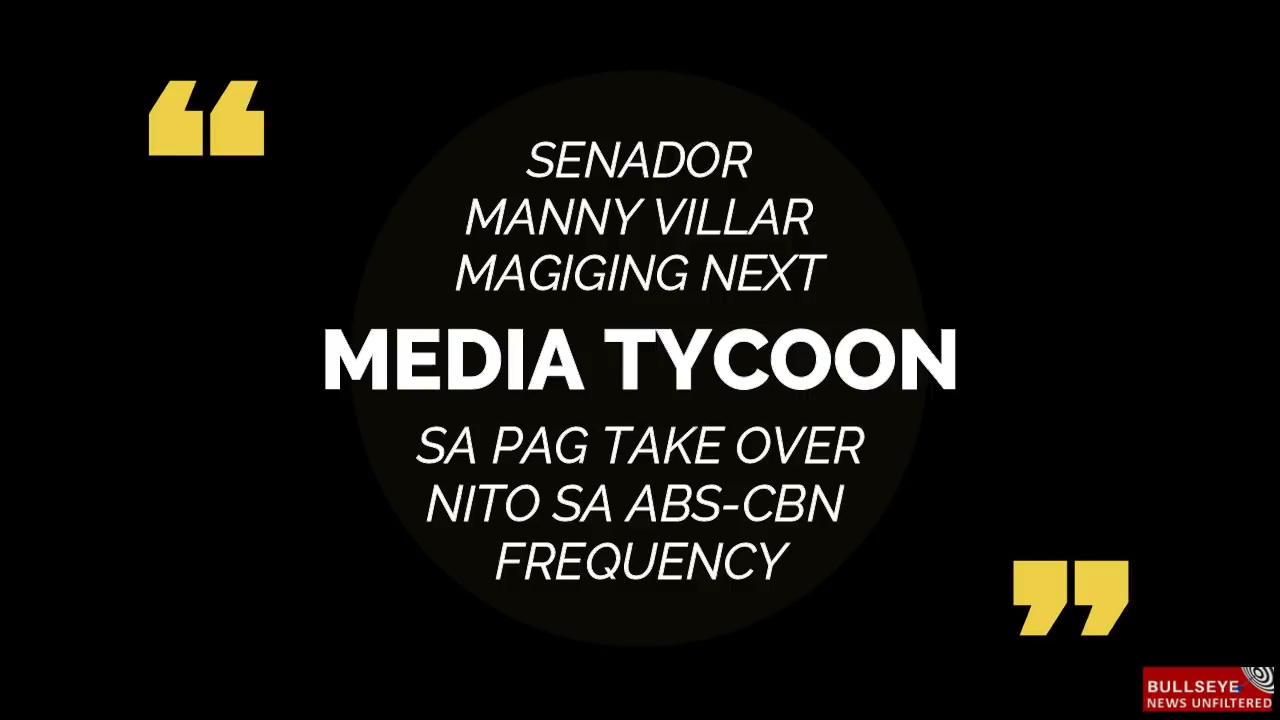 SENADOR
MANNY VILLAR
MAGIGING NEXT
MEDIA TYCOON
SA PAG TAKE OVER
NITO SA ABS-CBN
FREQUENCY
BULLSEYE
NEWS UNFILTERED